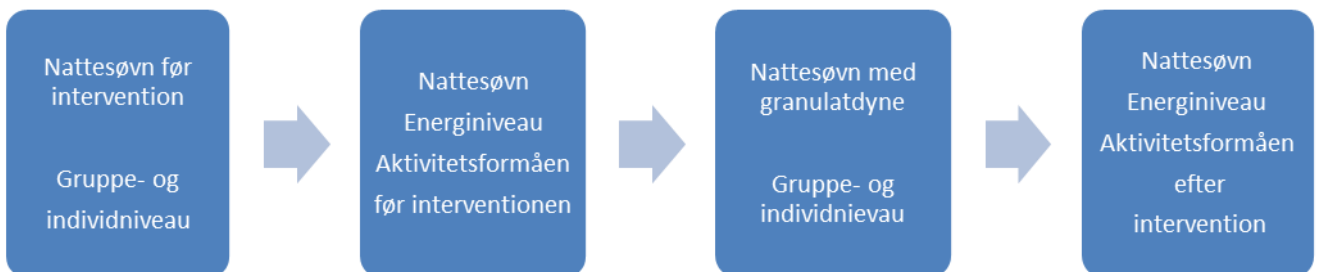 Nattesøvn før
intervention
Gruppe- og
individniveau
Nattesøvn
Energiniveau
Aktivitetsformåen
før interventionen
Nattesøvn med
granulatdyne
Gruppe- og
individnievau
Nattesøvn
Energiniveau
Aktivitetsformåen
efter
intervention